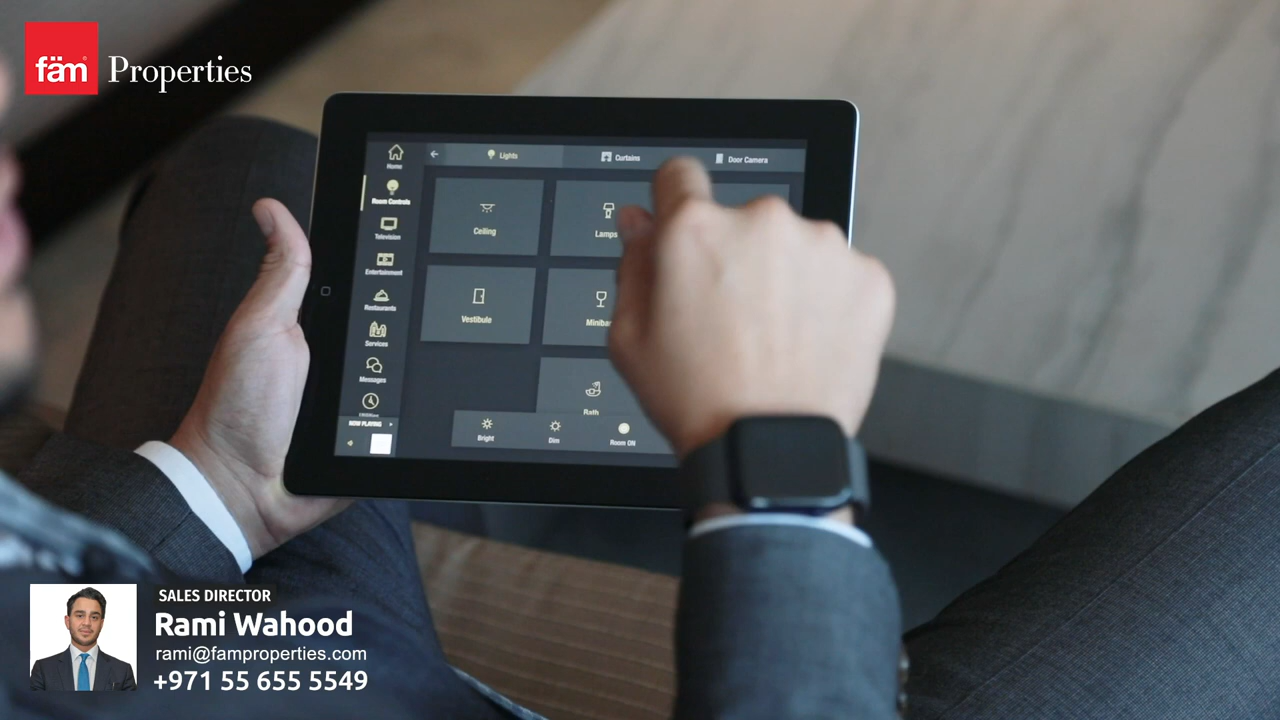 fäm Properties
Home
Lights
Curtains
Door Camera
Room Controls
Television
Entertainment
Restaurants
Services
Messages
Ceiling
Lamps
Vestibule
Bath
NOW PLAYING
Bright
Dim
Room ON
SALES DIRECTOR
Rami Wahood
rami@famproperties.com
+971 55 655 5549